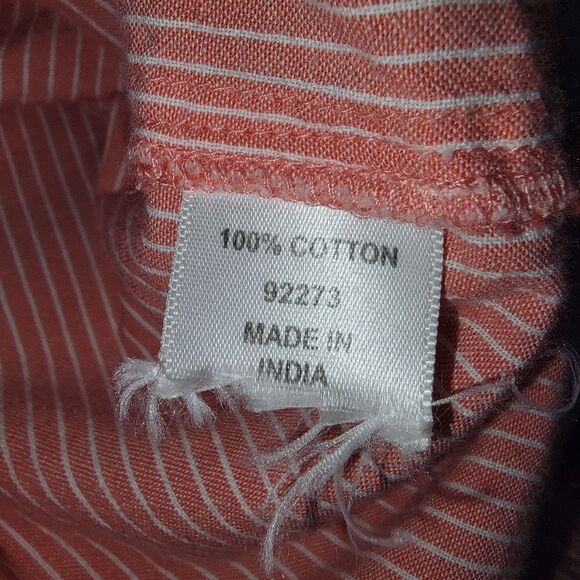 100% COTTON
92273
MADE IN
INDIA